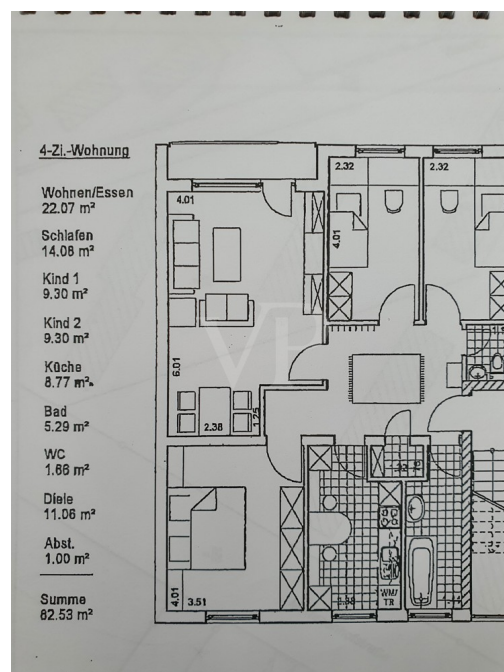 4-Zi.-Wohnung
Wohnen/Essen
22.07 m²
Schlafen
14.08 m²
Kind 1
9.30 m²
Kind 2
9.30 m²
Küche
8.77 m²
Bad
5.29 m²
WC
1.66 m²
Diele
11.06 m²
Abst.
1.00 m²
Summe
82.53 m²
4.01
2.32
2.32
4.01
6.01
2.38
1.25
4.01
3.51
WM/
TR